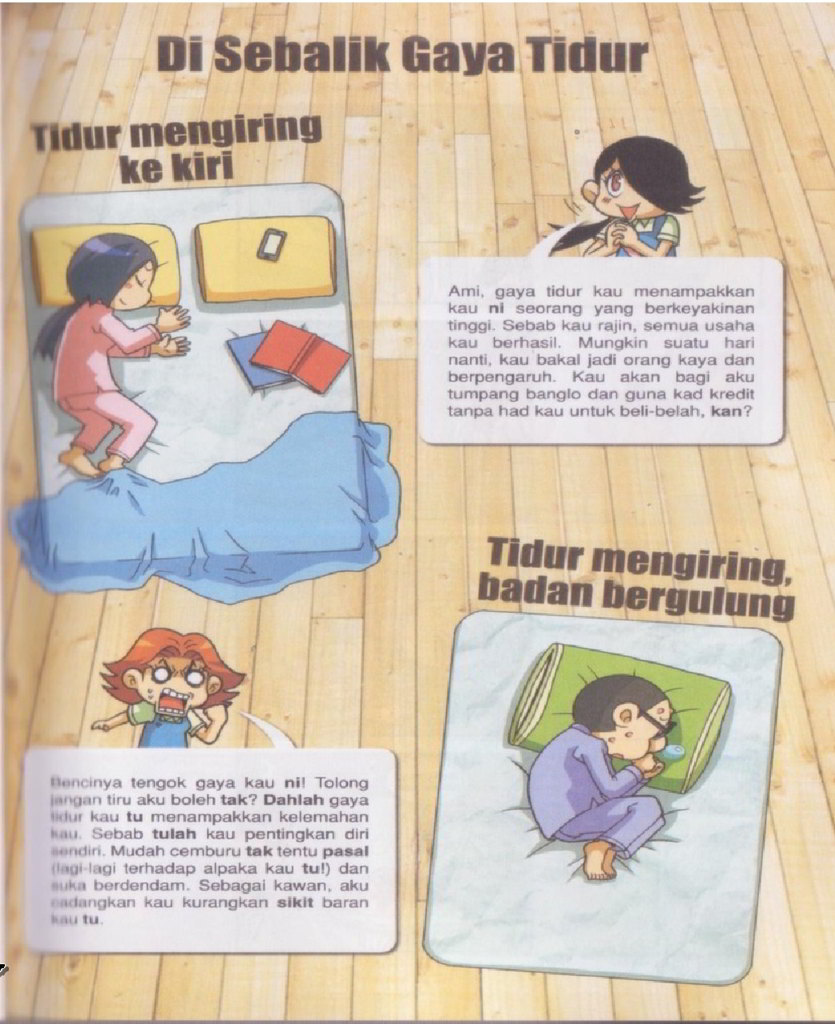 Di Sebalik Gaya Tidur
Tidur mengiring
ke kiri
Ami, gaya tidur kau menampakkan
kau ni seorang yang berkeyakinan
tinggi. Sebab kau rajin, semua usaha
kau berhasil. Mungkin suatu hari
nanti, kau bakal jadi orang kaya dan
berpengaruh. Kau akan bagi aku
tumpang banglo dan guna kad kredit
tanpa had kau untuk beli-belah, kan?
Tidur mengiring,
badan bergulung
Bencinya tengok gaya kau ni! Tolong
jangan tiru aku boleh tak? Dahlah gaya
tidur kau tu menampakkan kelemahan
kau. Sebab tulah kau pentingkan diri
sendiri. Mudah cemburu tak tentu pasal
(lagi-lagi terhadap alpaka kau tu!) dan
suka berdendam. Sebagai kawan, aku
cadangkan kau kurangkan sikit baran
kau tu.